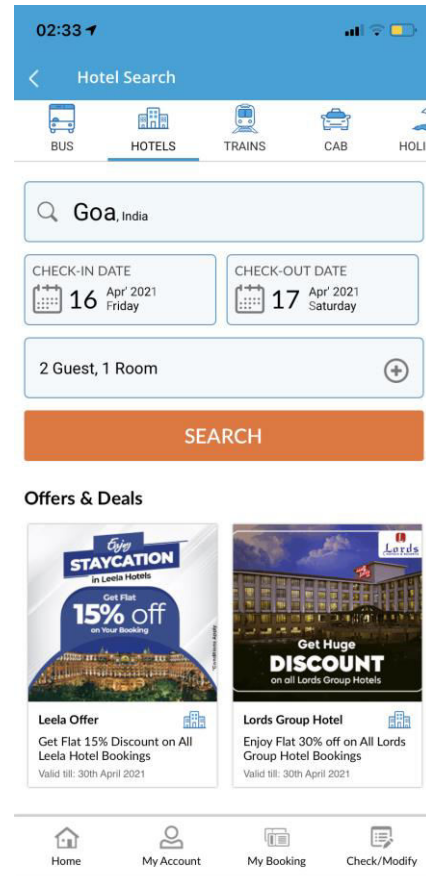 02:33
Hotel Search
BUS HOTELS TRAINS CAB HOLI
Goa, India
CHECK-IN DATE
16 Apr' 2021
Friday
CHECK-OUT DATE
17 Apr' 2021
Saturday
2 Guest, 1 Room
SEARCH
Offers & Deals
Enjoy
STAYCATION
in Leela Hotels
Get Flat
15% off
on Your Booking
*Conditions Apply
Leela Offer
Get Flat 15% Discount on All
Leela Hotel Bookings
Valid till: 30th April 2021
Lords
Get Huge
DISCOUNT
on all Lords Group Hotels
Lords Group Hotel
Enjoy Flat 30% off on All Lords
Group Hotel Bookings
Valid till: 30th April 2021
Home My Account My Booking Check/Modify